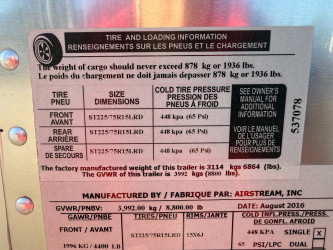 TIRE AND LOADING INFORMATION
RENSEIGNEMENTS SUR LES PNEUS ET LE CHARGEMENT
The weight of cargo should never exceed 878 kg or 1936 lbs.
Le poids du chargement ne doit jamais depasser 878 kg or 1936 lbs.
TIRE PNEU
SIZE DIMENSIONS
COLD TIRE PRESSURE
PRESSION DES PNEUS À FROID
SEE OWNER'S
MANUAL FOR
ADDITIONAL
INFORMATION
VOIR LE MANUEL
DE L'USAGER
POUR PLUS DE
RENSEIGNEMENTS
537078
FRONT AVANT
ST225/75R15LRD
448 kpa (65 Psi)
REAR ARRIÈRE
ST225/75R15LRD
448 kpa (65 Psi)
SPARE DE SECOURS
ST225/75R15LRD
448 kpa (65 Psi)
The factory manufactured weight of this trailer is 3114 kgs 6864 (lbs).
The GVWR of this trailer is 3992 kgs (8800 lbs).
MANUFACTURED BY / FABRIQUE PAR: AIRSTREAM, INC
GVWR/PNBV: 3,992.00 kg / 8,800.00 lb
DATE: August 2016
GAWR/PNBE
TIRES/PNEU
RIMS/JANTES
COLD INFL.PRESS./PRESS.
DE GONFL. A FROID
FRONT / AVANT
ST225/75R15LRD
15X6J
448 KPA
SINGLE
1996 KG / 4400 LB
65 PSI/LPC
DUAL